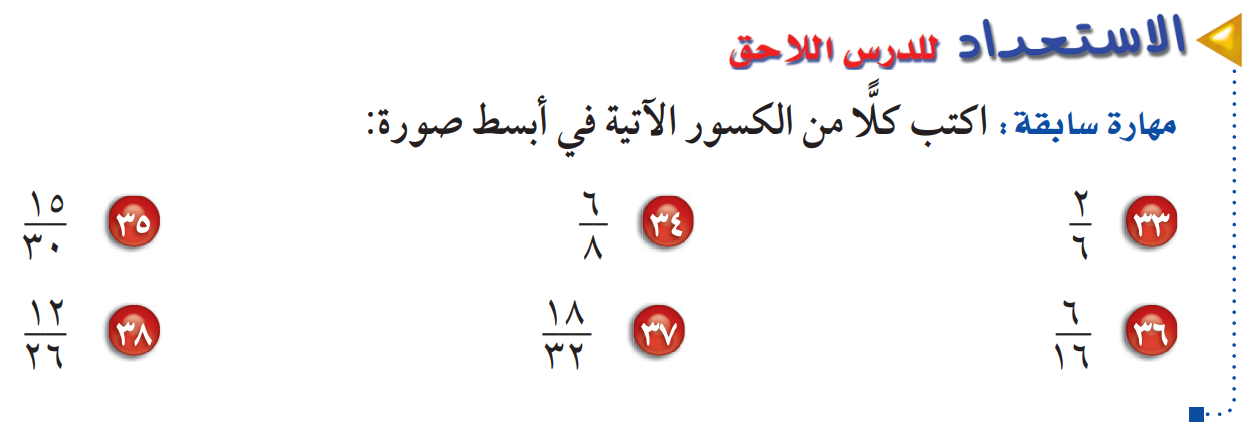 الاستعداد للدرس اللاحق
مهارة سابقة: اكتب كلًّا من الكسور الآتية في أبسط صورة:
٣٣ ٢/٦ ٣٤ ٦/٨ ٣٥ ١٥/٣٠
٣٦ ٦/١٦ ٣٧ ١٨/٣٢ ٣٨ ١٢/٢٦